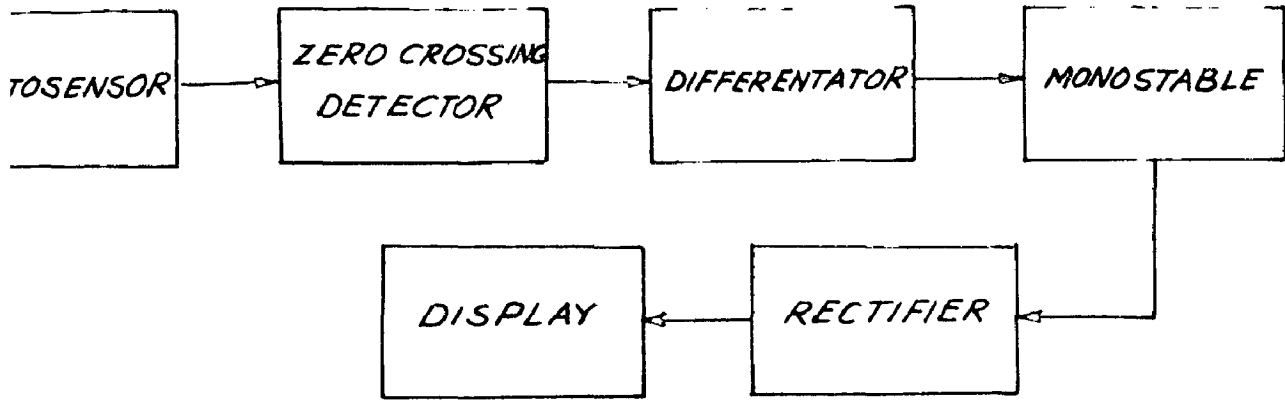 TOSENSOR
ZERO CROSSING
DETECTOR
DIFFERENTATOR
MONOSTABLE
DISPLAY
RECTIFIER